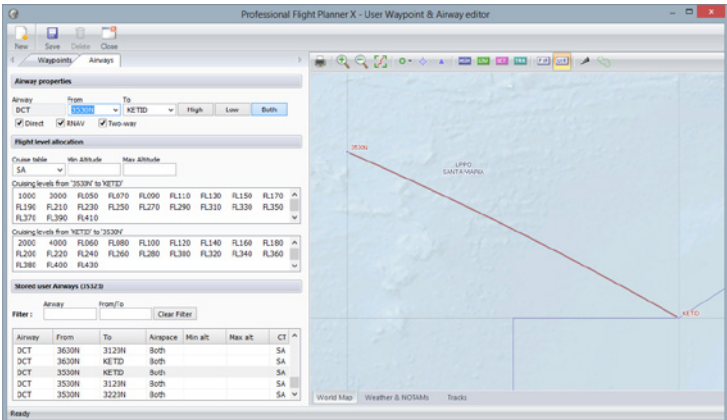 Professional Flight Planner X - User Waypoint & Airway editor
New Save Delete Close
Waypoints Airways
Airway properties
Airway From To
DCT 3530N KETID High Low Both
Direct RNAV Two-way
Flight level allocation
Cruise table Min Altitude Max Altitude
SA
Cruising levels from '3530N' to 'KETID'
1000 3000 FL050 FL070 FL090 FL110 FL130 FL150 FL170
FL190 FL210 FL230 FL250 FL270 FL290 FL310 FL330 FL350
FL370 FL390 FL410
Cruising levels from 'KETID' to '3530N'
2000 4000 FL060 FL080 FL100 FL120 FL140 FL160 FL180
FL200 FL220 FL240 FL260 FL280 FL300 FL320 FL340 FL360
FL380 FL400 FL430
Stored user Airways
Airway From/To
Filter : Clear Filter
Airway From To Airspace Min alt Max alt CT
DCT 3630N 3129N Both SA
DCT 3630N KETID Both SA
DCT 3530N KETID Both SA
DCT 3530N 3129N Both SA
DCT 3530N 3229N Both SA
Ready
3530N
LPPO
SANTA MARIA
KETID
World Map Weather & NOTAMs Tracks